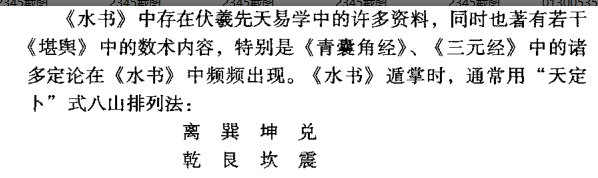 《水书》中存在伏羲先天易学中的许多资料，同时也著有若干
《堪舆》中的数术内容，特别是《青囊角经》、《三元经》中的诸
多定论在《水书》中频频出现。《水书》遁掌时，通常用“天定
卜”式八山排列法：
离 巽 坤 兑
乾 艮 坎 震